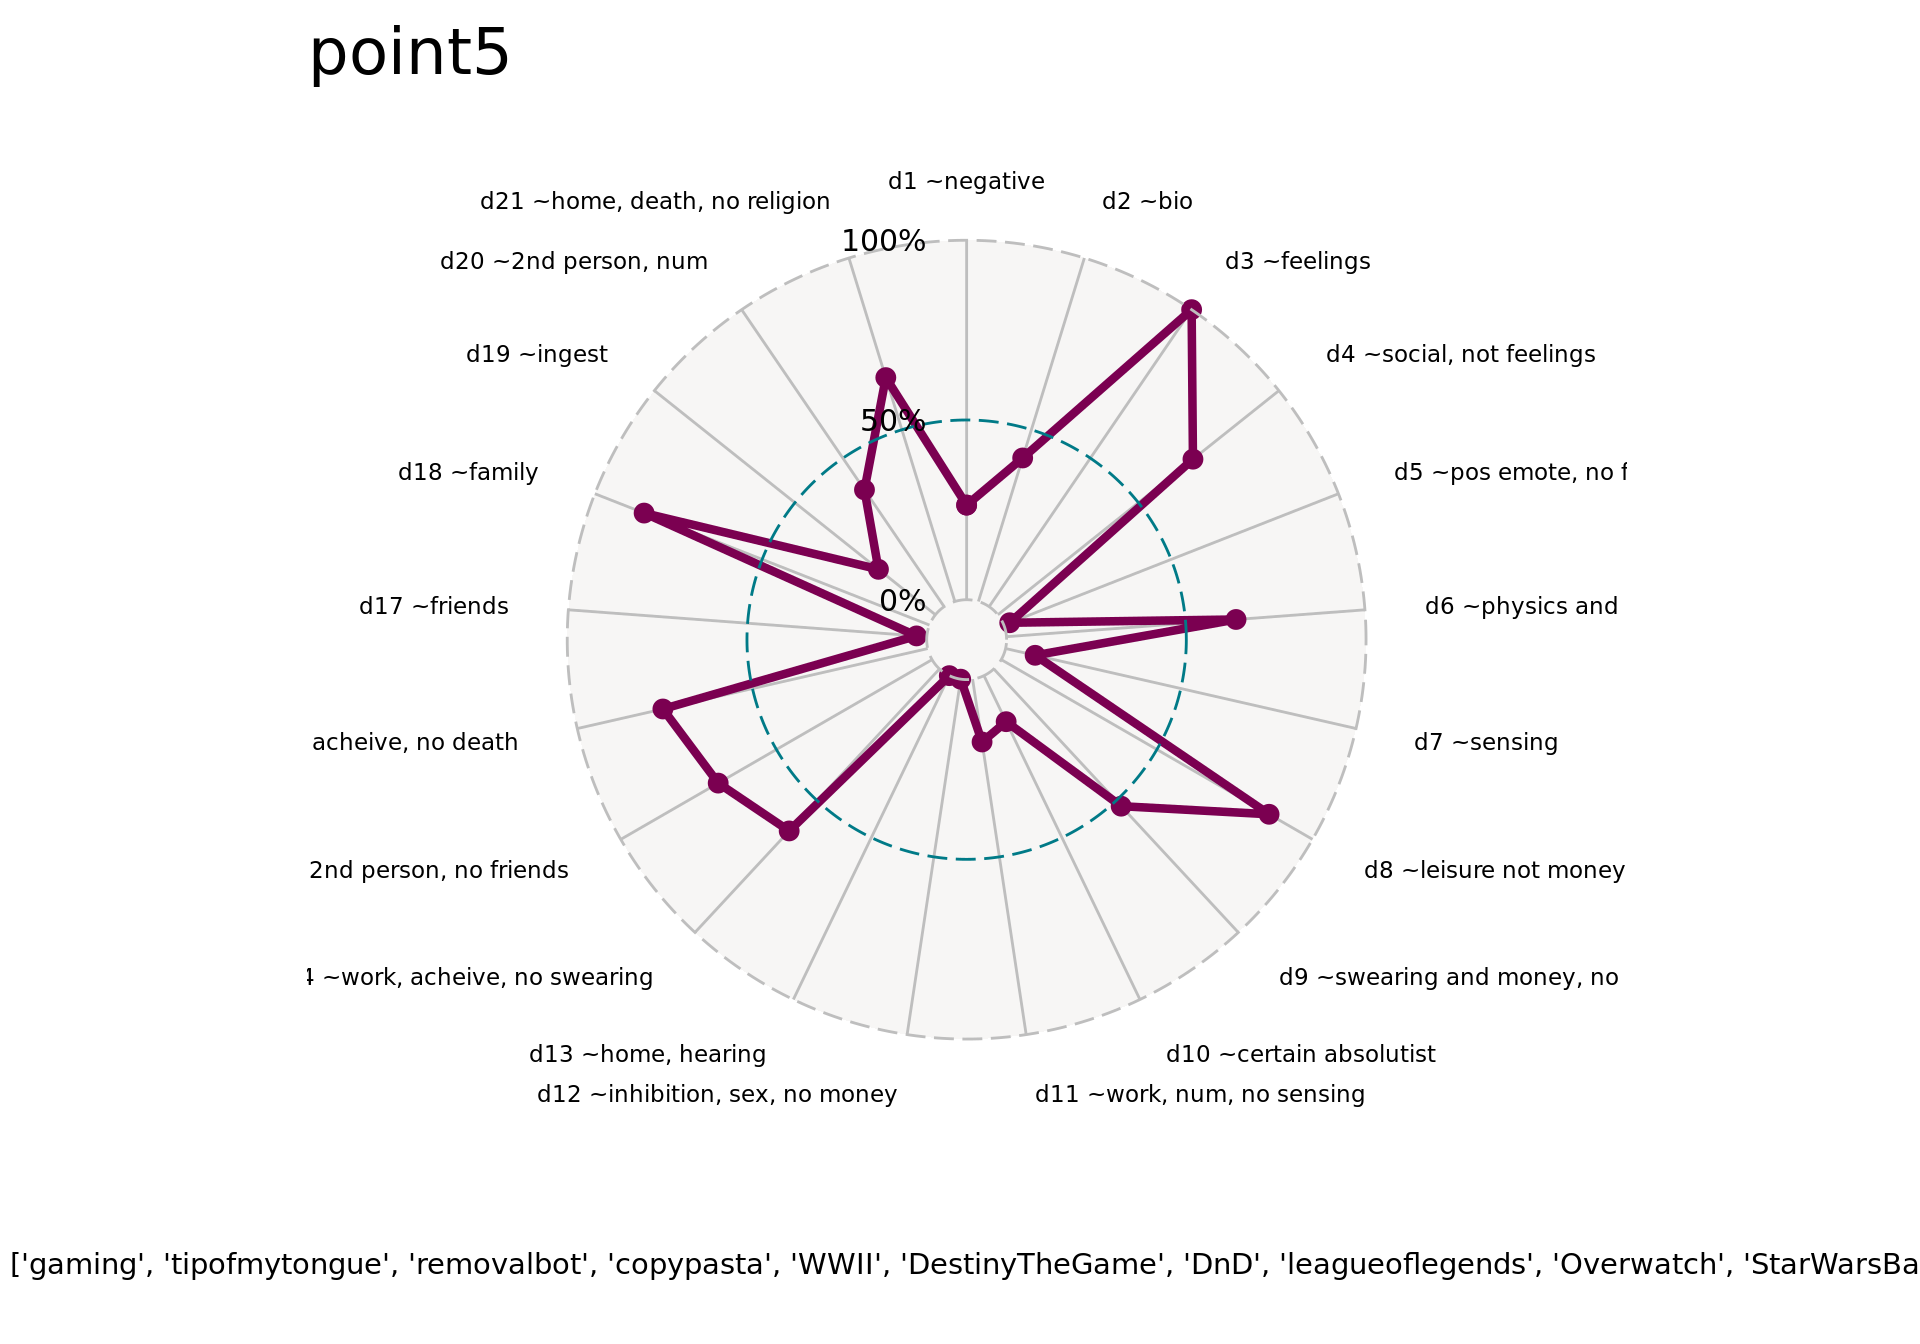 point5
d1 ~negative
d21 ~home, death, no religion
d2 ~bio
100%
d20 ~2nd person, num
d3 ~feelings
d19 ~ingest
d4 ~social, not feelings
50%
d18 ~family
d5 ~pos emote, no f
0%
d17 ~friends
d6 ~physics and
acheive, no death
d7 ~sensing
2nd person, no friends
d8 ~leisure not money
4 ~work, acheive, no swearing
d9 ~swearing and money, no
d13 ~home, hearing
d10 ~certain absolutist
d12 ~inhibition, sex, no money
d11 ~work, num, no sensing
['gaming', 'tipofmytongue', 'removalbot', 'copypasta', 'WWII', 'DestinyTheGame', 'DnD', 'leagueoflegends', 'Overwatch', 'StarWarsBa